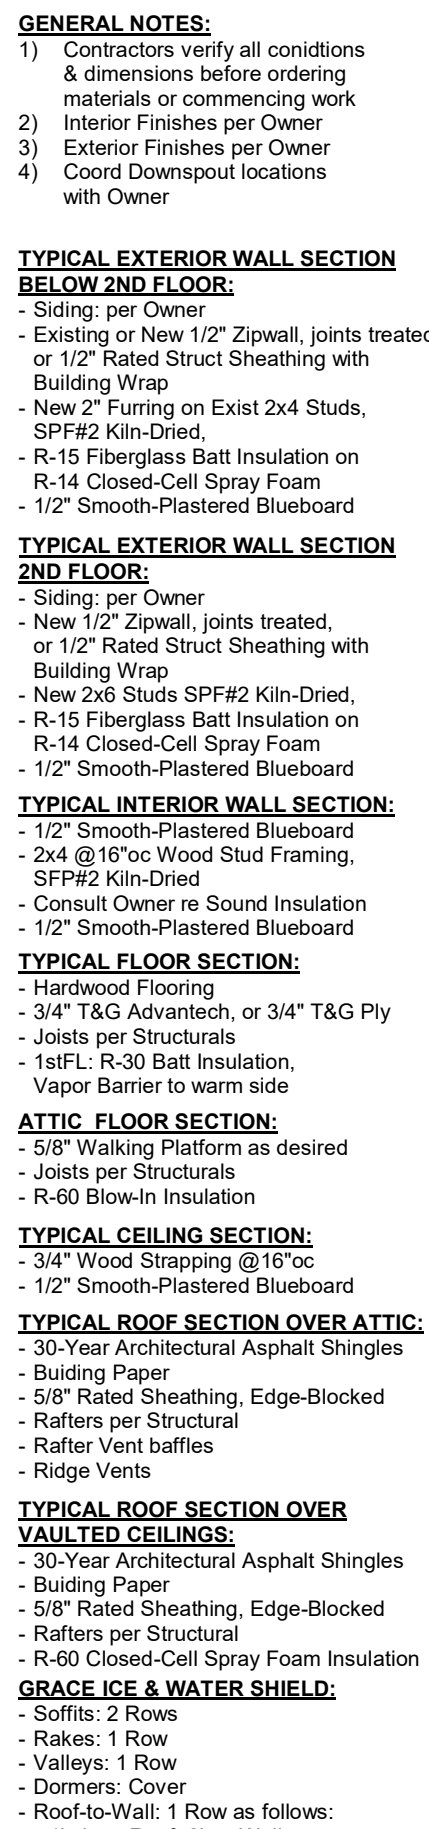 GENERAL NOTES:
1) Contractors verify all conidtions
& dimensions before ordering
materials or commencing work
2) Interior Finishes per Owner
3) Exterior Finishes per Owner
4) Coord Downspout locations
with Owner
TYPICAL EXTERIOR WALL SECTION
BELOW 2ND FLOOR:
- Siding: per Owner
- Existing or New 1/2" Zipwall, joints treated
or 1/2" Rated Struct Sheathing with
Building Wrap
- New 2" Furring on Exist 2x4 Studs,
SPF#2 Kiln-Dried,
- R-15 Fiberglass Batt Insulation on
R-14 Closed-Cell Spray Foam
- 1/2" Smooth-Plastered Blueboard
TYPICAL EXTERIOR WALL SECTION
2ND FLOOR:
- Siding: per Owner
- New 1/2" Zipwall, joints treated,
or 1/2" Rated Struct Sheathing with
Building Wrap
- New 2x6 Studs SPF#2 Kiln-Dried,
- R-15 Fiberglass Batt Insulation on
R-14 Closed-Cell Spray Foam
- 1/2" Smooth-Plastered Blueboard
TYPICAL INTERIOR WALL SECTION:
- 1/2" Smooth-Plastered Blueboard
- 2x4 @16"oc Wood Stud Framing,
SFP#2 Kiln-Dried
- Consult Owner re Sound Insulation
- 1/2" Smooth-Plastered Blueboard
TYPICAL FLOOR SECTION:
- Hardwood Flooring
- 3/4" T&G Advantech, or 3/4" T&G Ply
- Joists per Structurals
- 1stFL: R-30 Batt Insulation,
Vapor Barrier to warm side
ATTIC FLOOR SECTION:
- 5/8" Walking Platform as desired
- Joists per Structurals
- R-60 Blow-In Insulation
TYPICAL CEILING SECTION:
- 3/4" Wood Strapping @16"oc
- 1/2" Smooth-Plastered Blueboard
TYPICAL ROOF SECTION OVER ATTIC:
- 30-Year Architectural Asphalt Shingles
- Buiding Paper
- 5/8" Rated Sheathing, Edge-Blocked
- Rafters per Structural
- Rafter Vent baffles
- Ridge Vents
TYPICAL ROOF SECTION OVER
VAULTED CEILINGS:
- 30-Year Architectural Asphalt Shingles
- Buiding Paper
- 5/8" Rated Sheathing, Edge-Blocked
- Rafters per Structural
- R-60 Closed-Cell Spray Foam Insulation
GRACE ICE & WATER SHIELD:
- Soffits: 2 Rows
- Rakes: 1 Row
- Valleys: 1 Row
- Dormers: Cover
- Roof-to-Wall: 1 Row as follows: